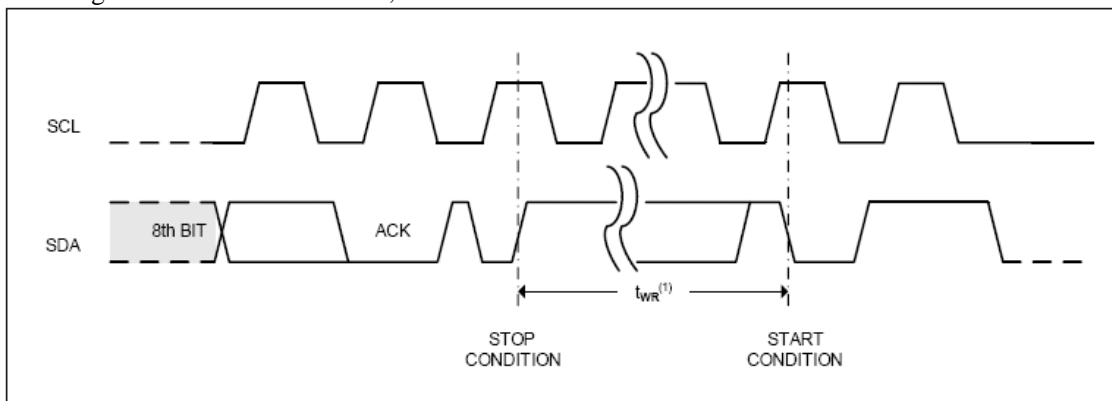 SCL
8th BIT
ACK
SDA
tWR(1)
STOP
CONDITION
START
CONDITION